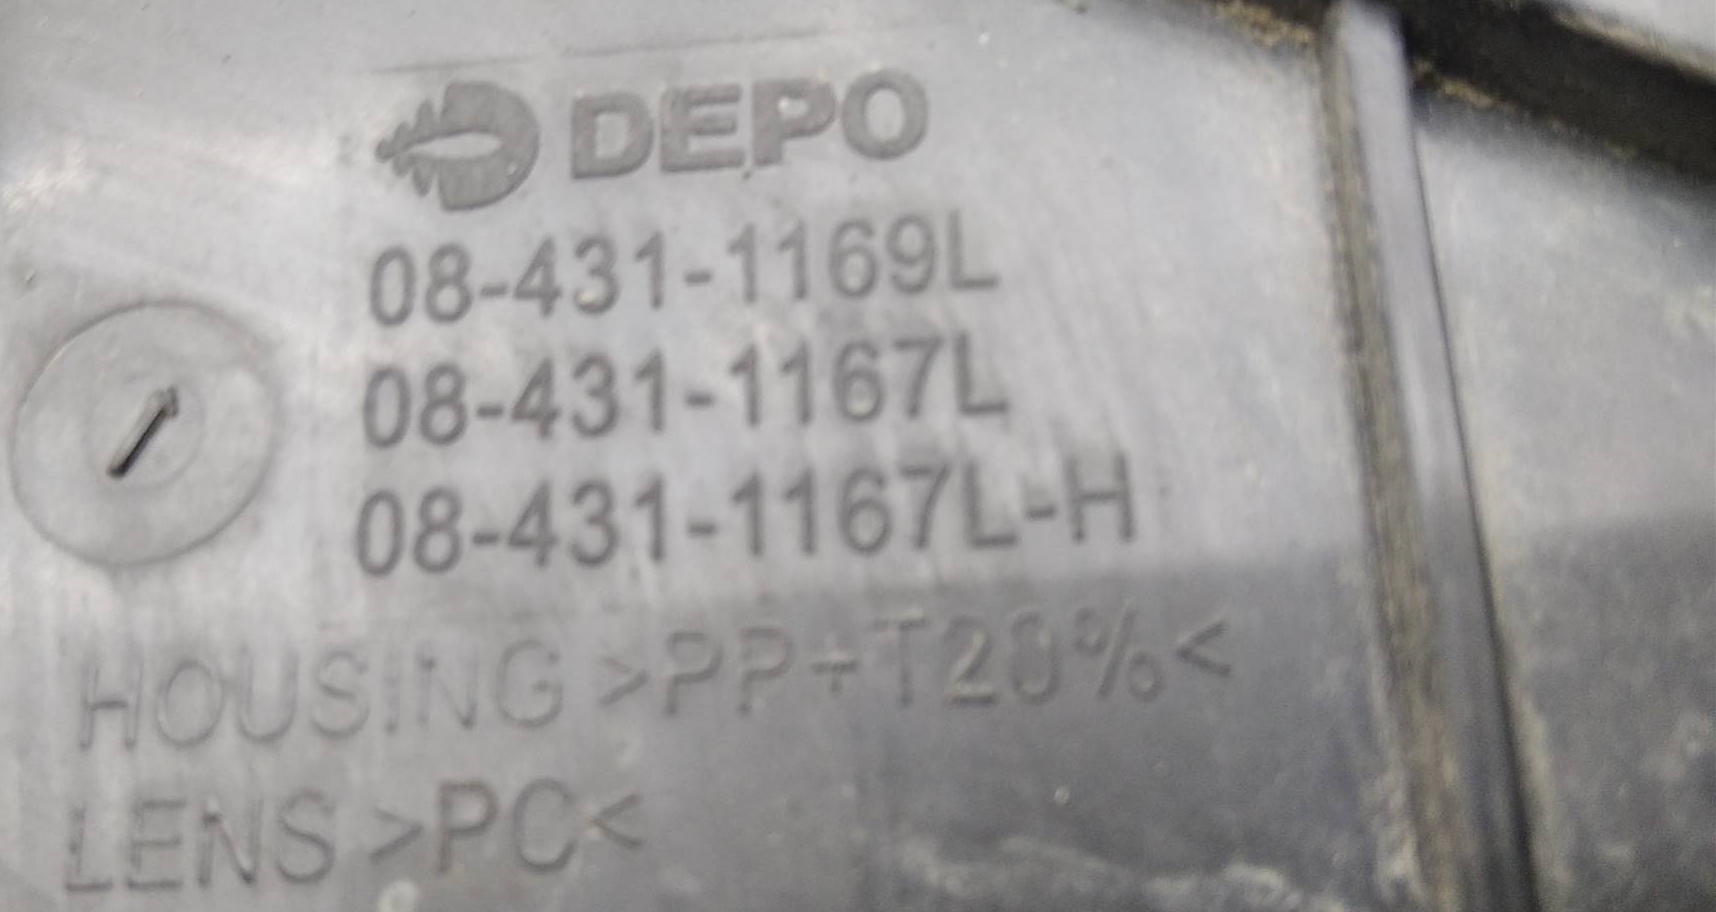 DEPO
08-431-1169L
08-431-1167L
08-431-1167L-H
HOUSING >PP+T20%<
LENS >PC<